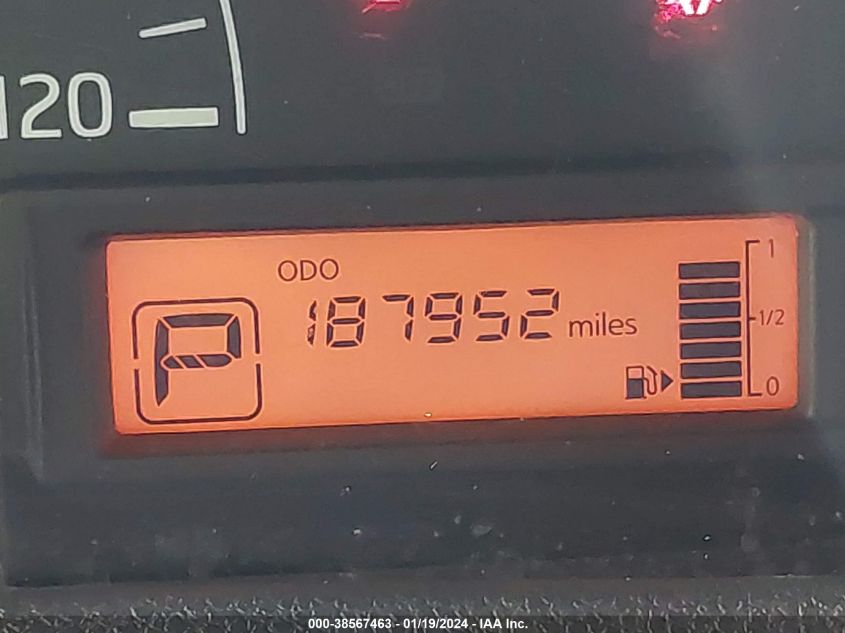 120
ODO
187952 miles
P
1
1/2
0
000-38567463 - 01/19/2024 - IAA Inc.